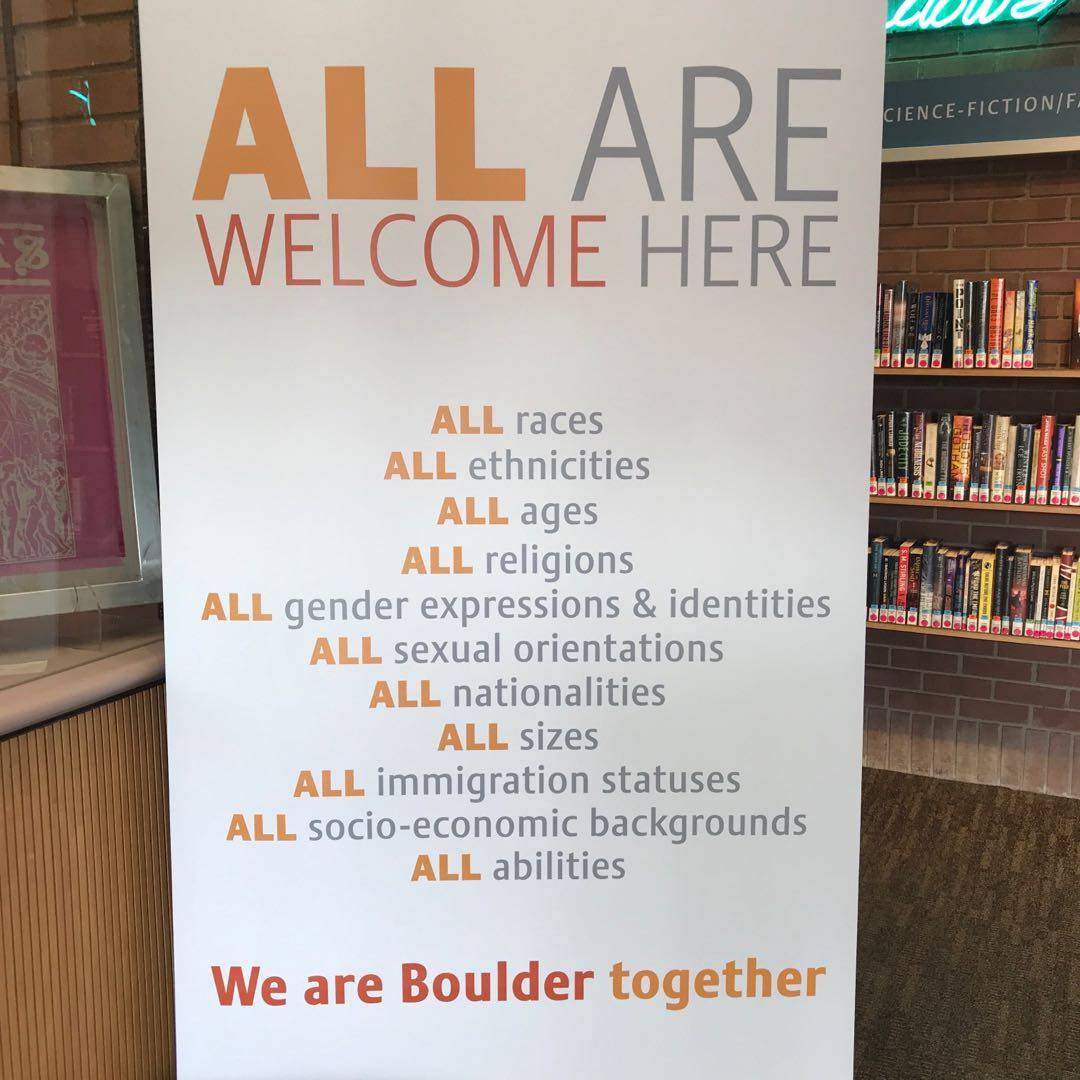 ALL ARE
WELCOME HERE
ALL races
ALL ethnicities
ALL ages
ALL religions
ALL gender expressions & identities
ALL sexual orientations
ALL nationalities
ALL sizes
ALL immigration statuses
ALL socio-economic backgrounds
ALL abilities
We are Boulder together
CIENCE-FICTION/FA
S.M. STIRLING